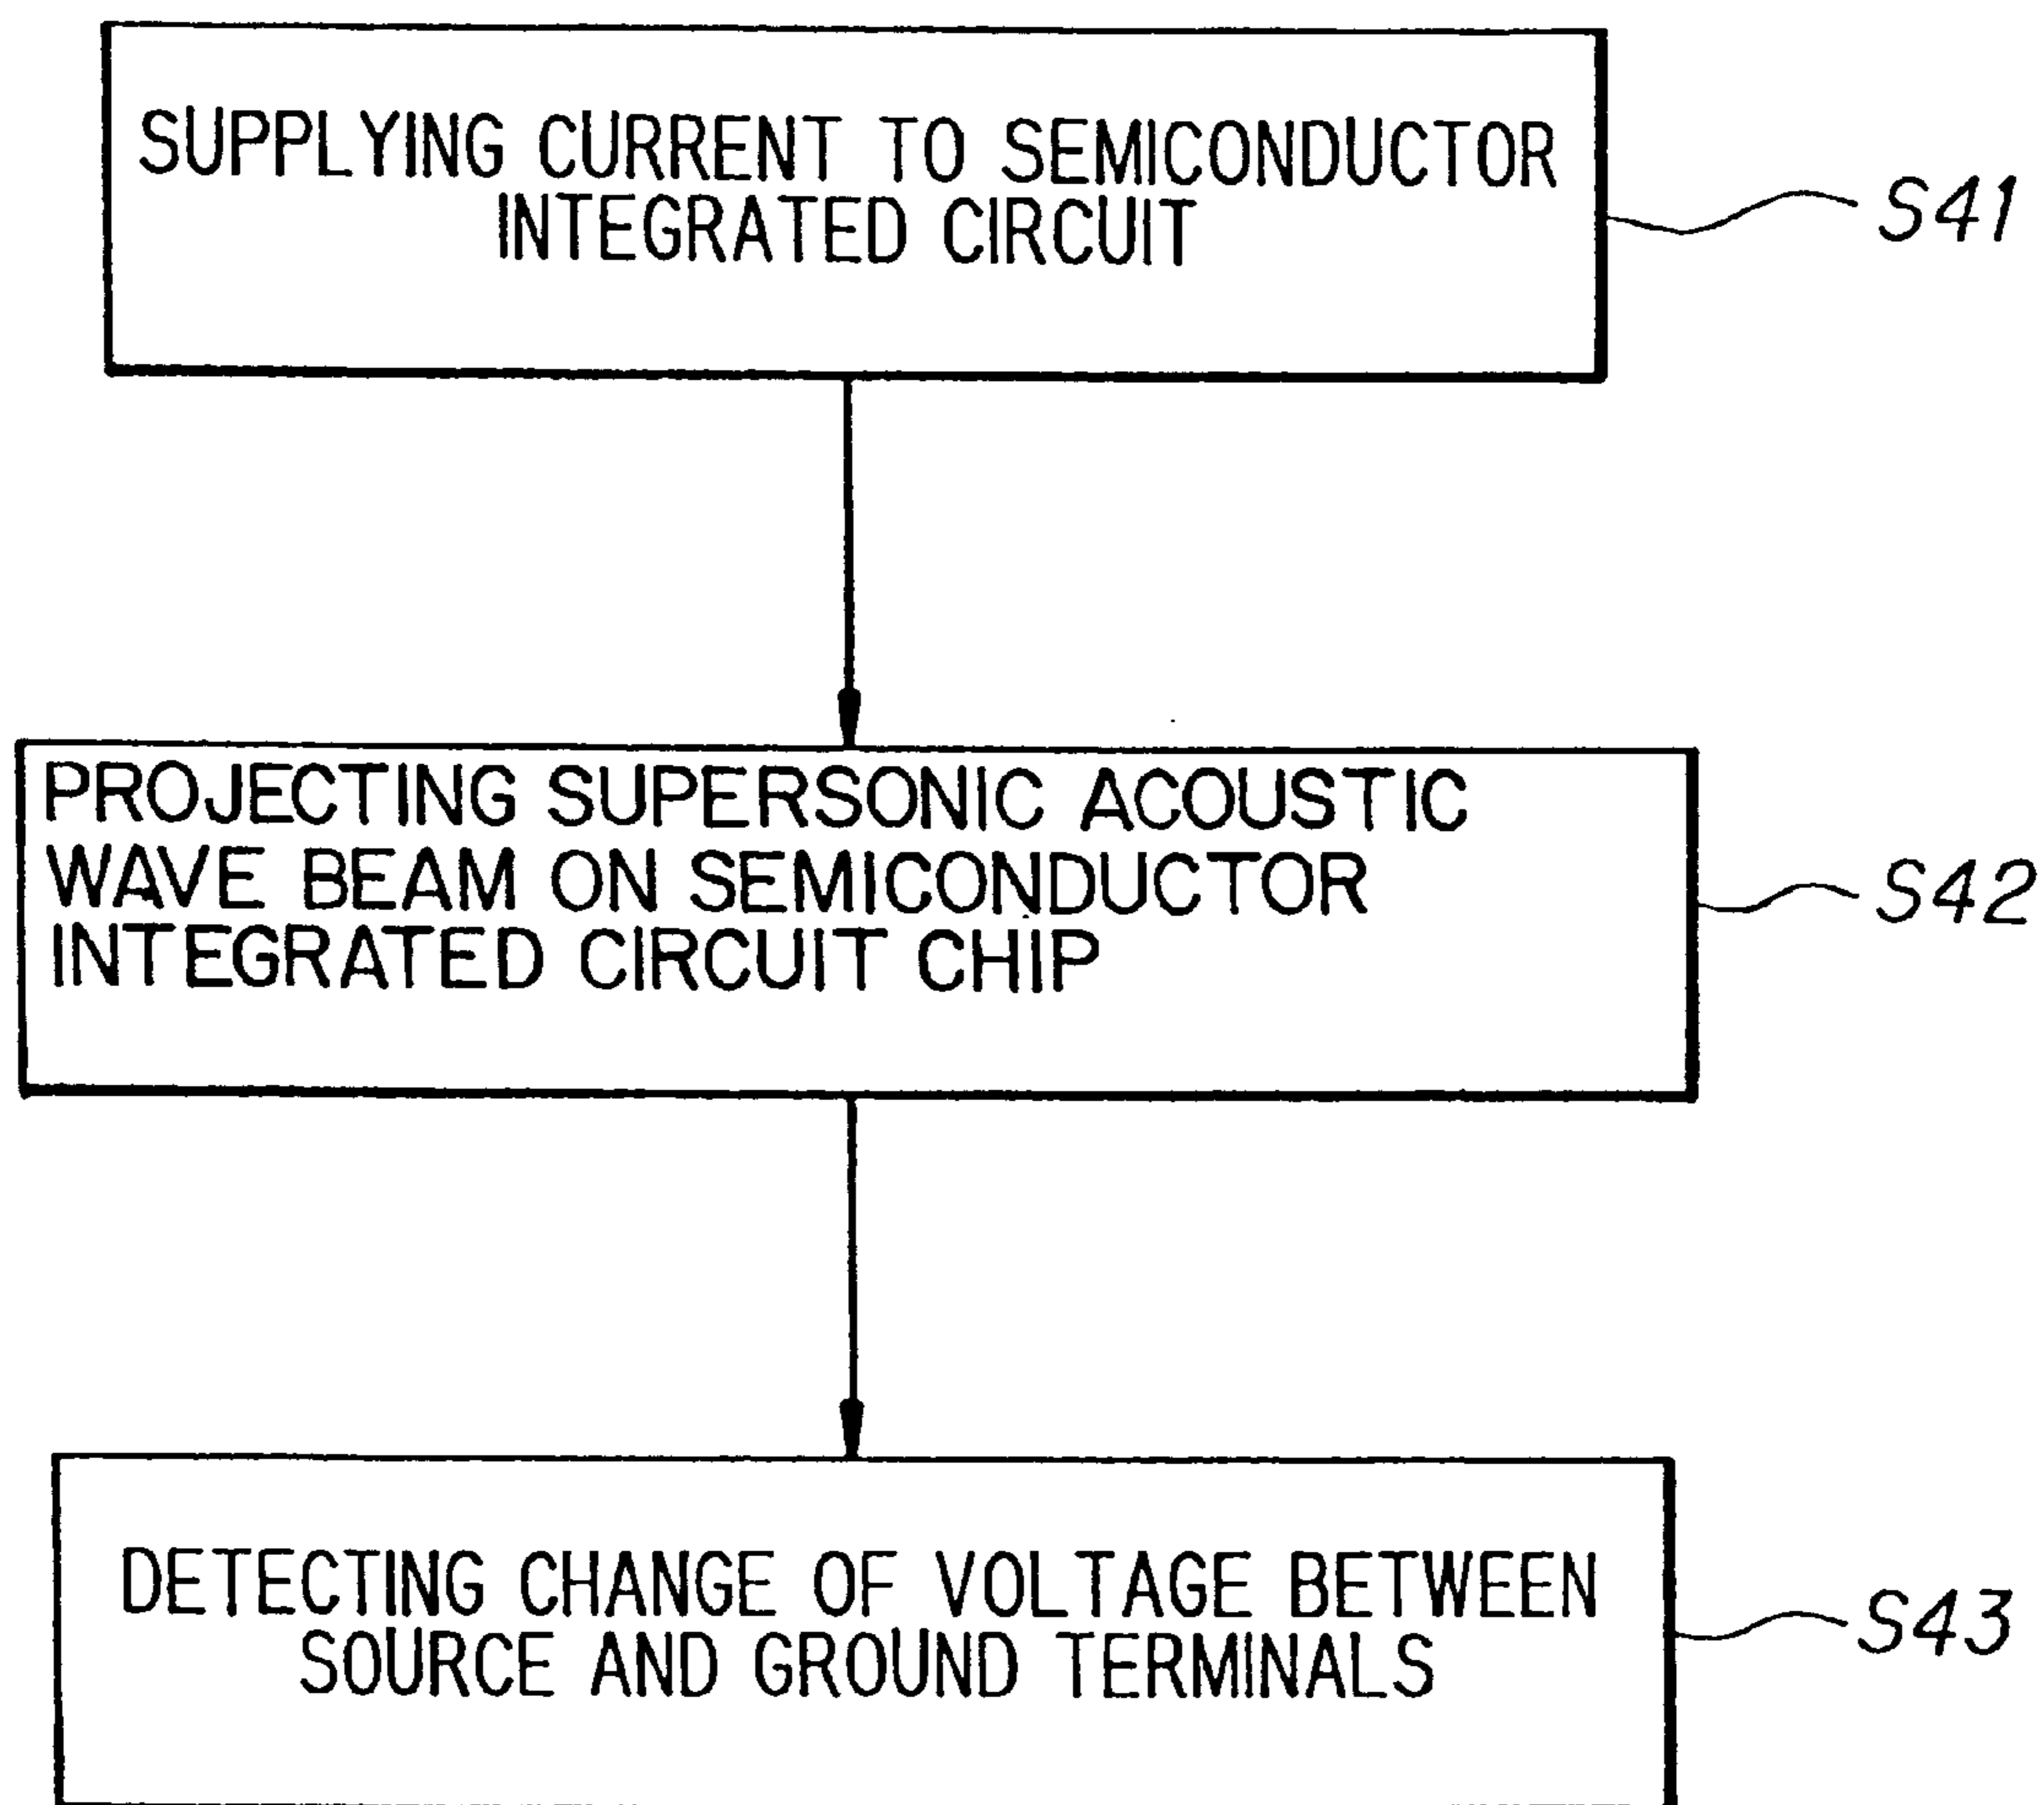 SUPPLYING CURRENT TO SEMICONDUCTOR
INTEGRATED CIRCUIT
S41
PROJECTING SUPERSONIC ACOUSTIC
WAVE BEAM ON SEMICONDUCTOR
INTEGRATED CIRCUIT CHIP
S42
DETECTING CHANGE OF VOLTAGE BETWEEN
SOURCE AND GROUND TERMINALS
S43